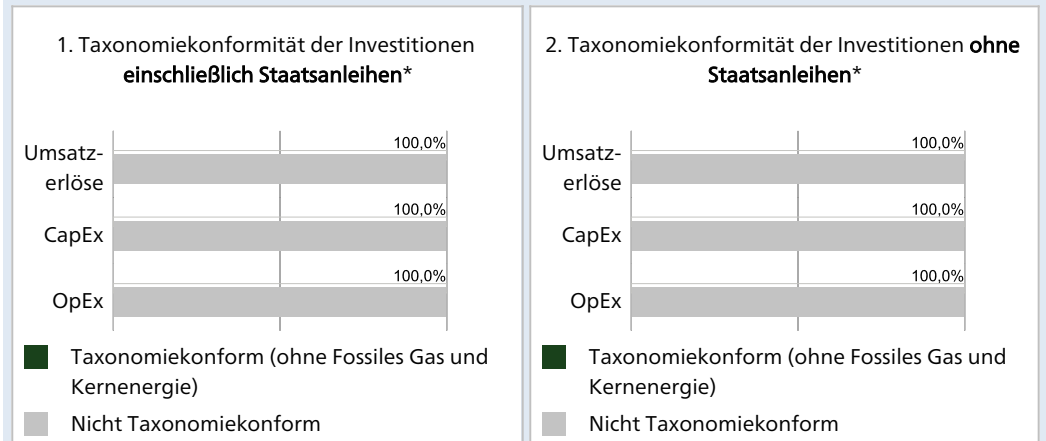 1. Taxonomiekonformität der Investitionen
einschließlich Staatsanleihen*
Umsatz-
erlöse
100,0%
CapEx
100,0%
OpEx
100,0%
Taxonomiekonform (ohne Fossiles Gas und
Kernenergie)
Nicht Taxonomiekonform
2. Taxonomiekonformität der Investitionen ohne
Staatsanleihen*
Umsatz-
erlöse
100,0%
CapEx
100,0%
OpEx
100,0%
Taxonomiekonform (ohne Fossiles Gas und
Kernenergie)
Nicht Taxonomiekonform